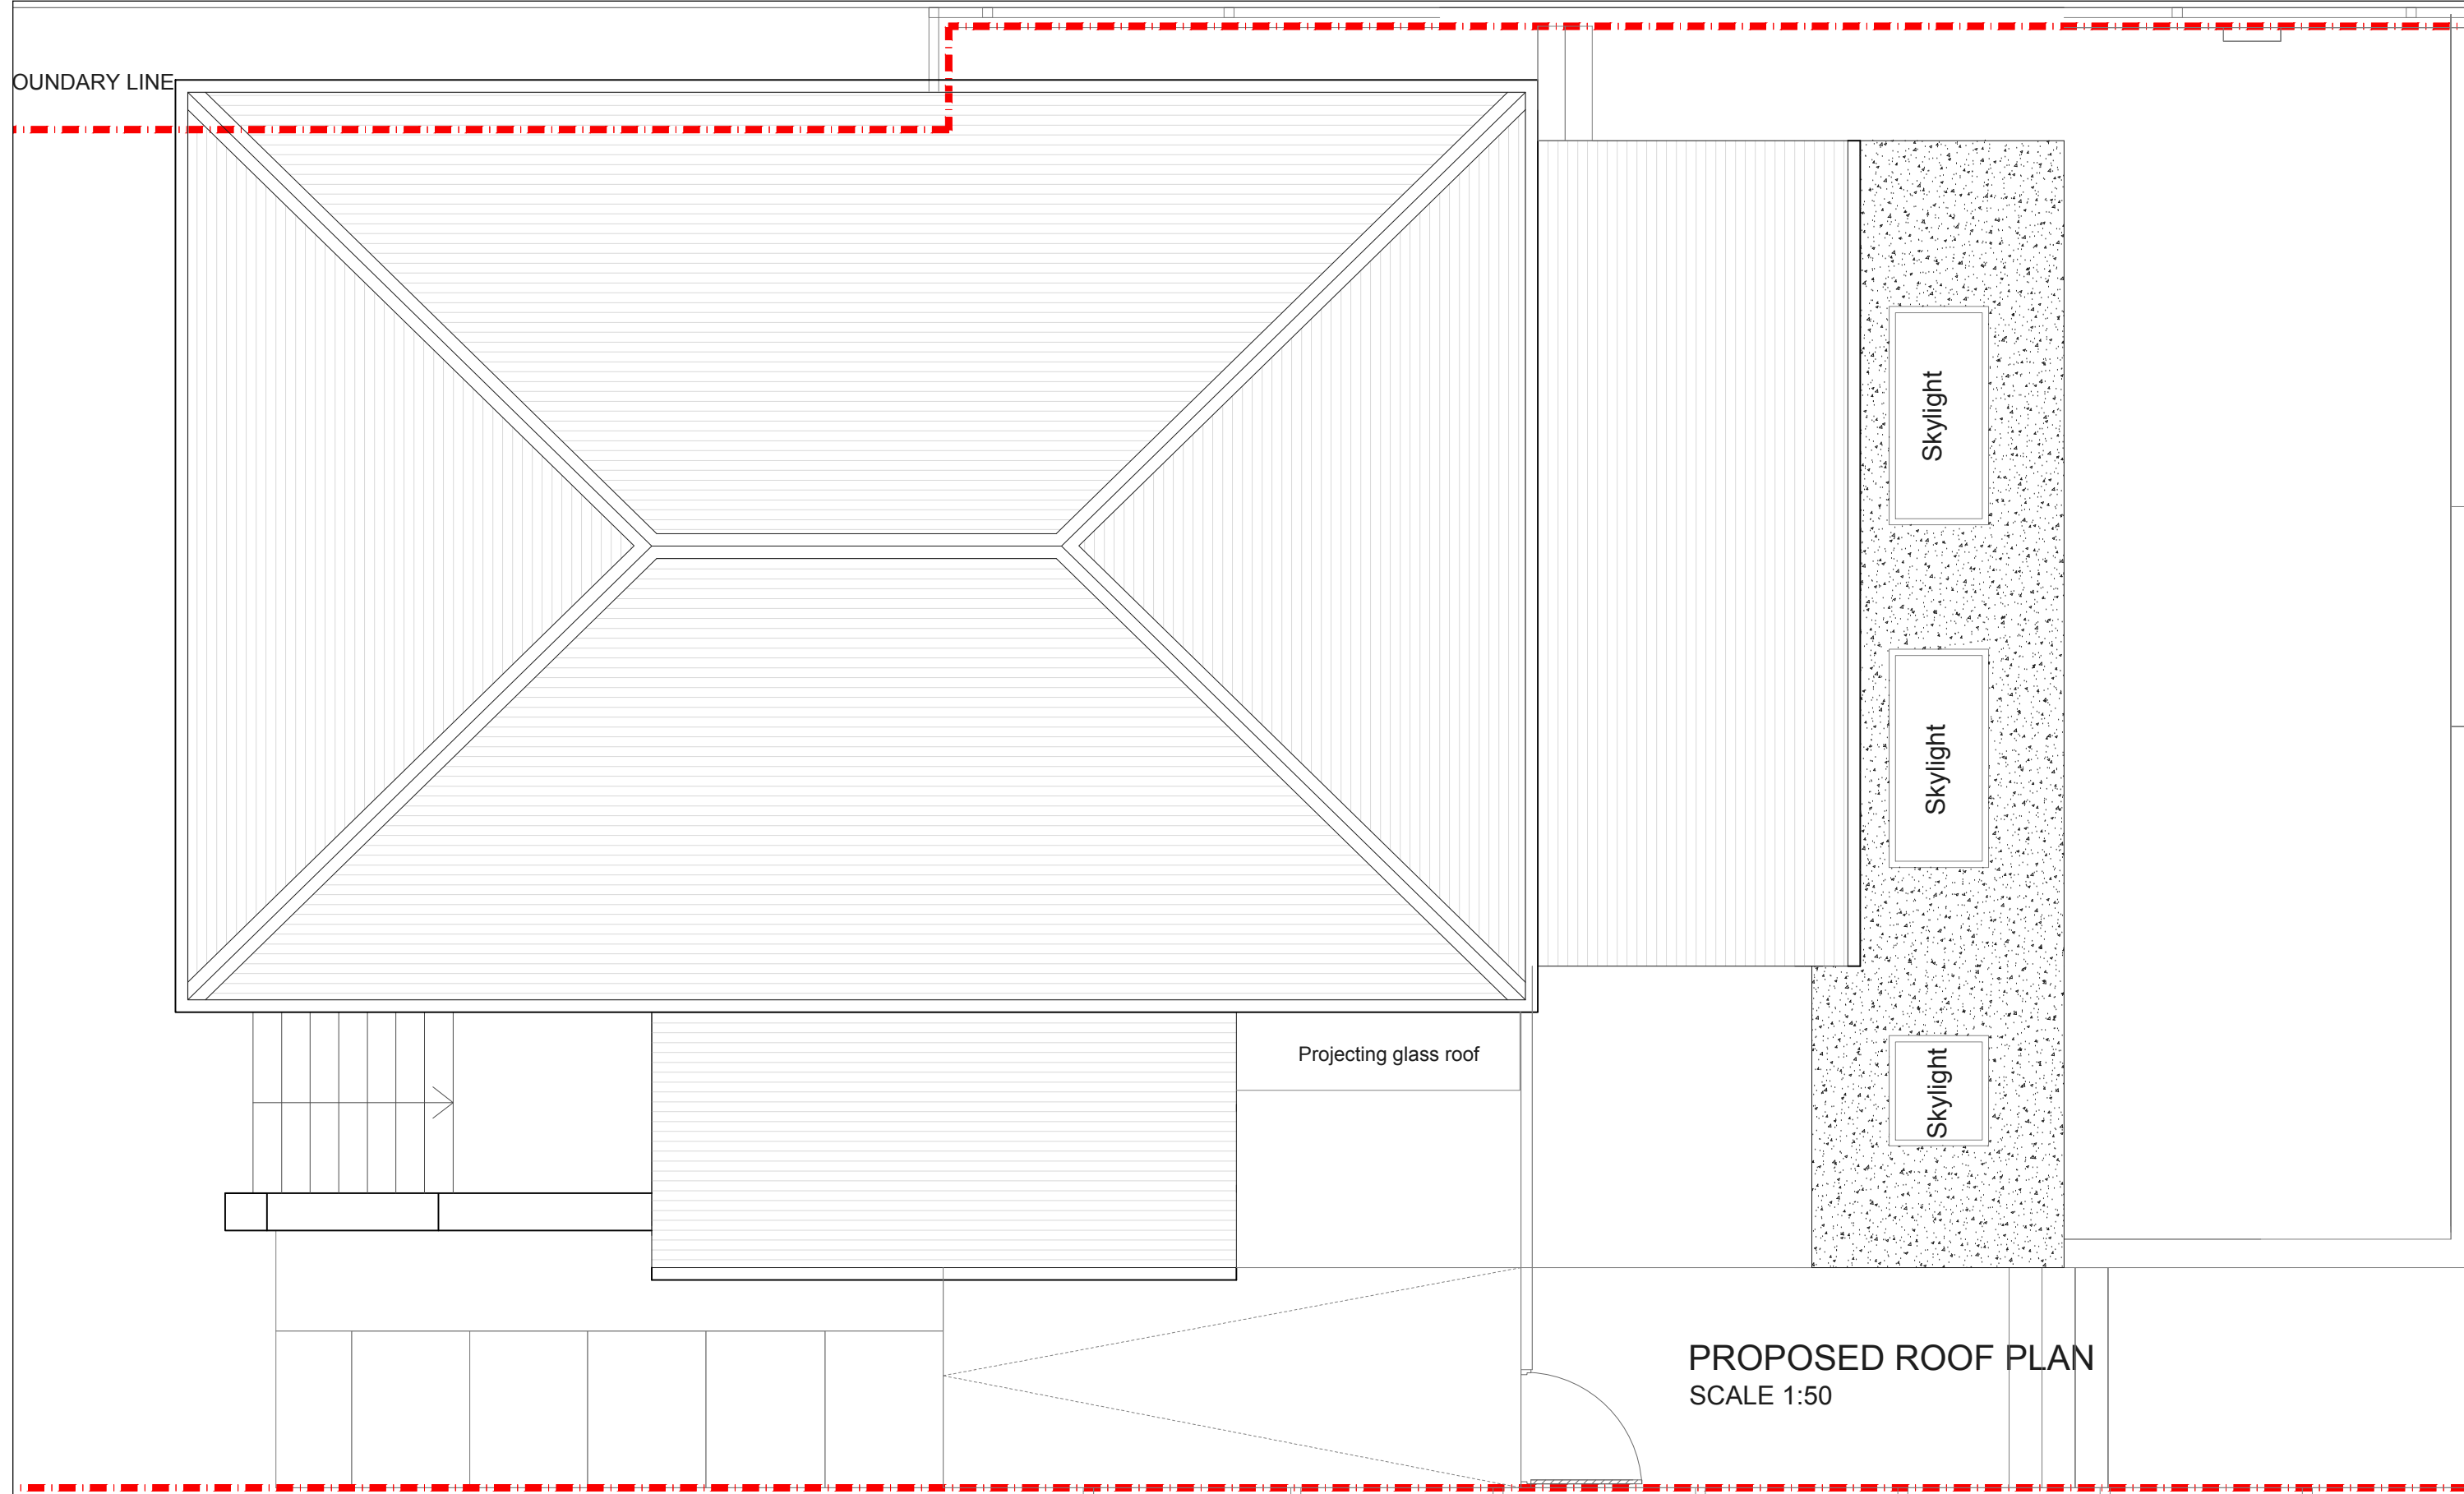 OUNDARY LINE
Skylight
Skylight
Projecting glass roof
Skylight
PROPOSED ROOF PLAN
SCALE 1:50